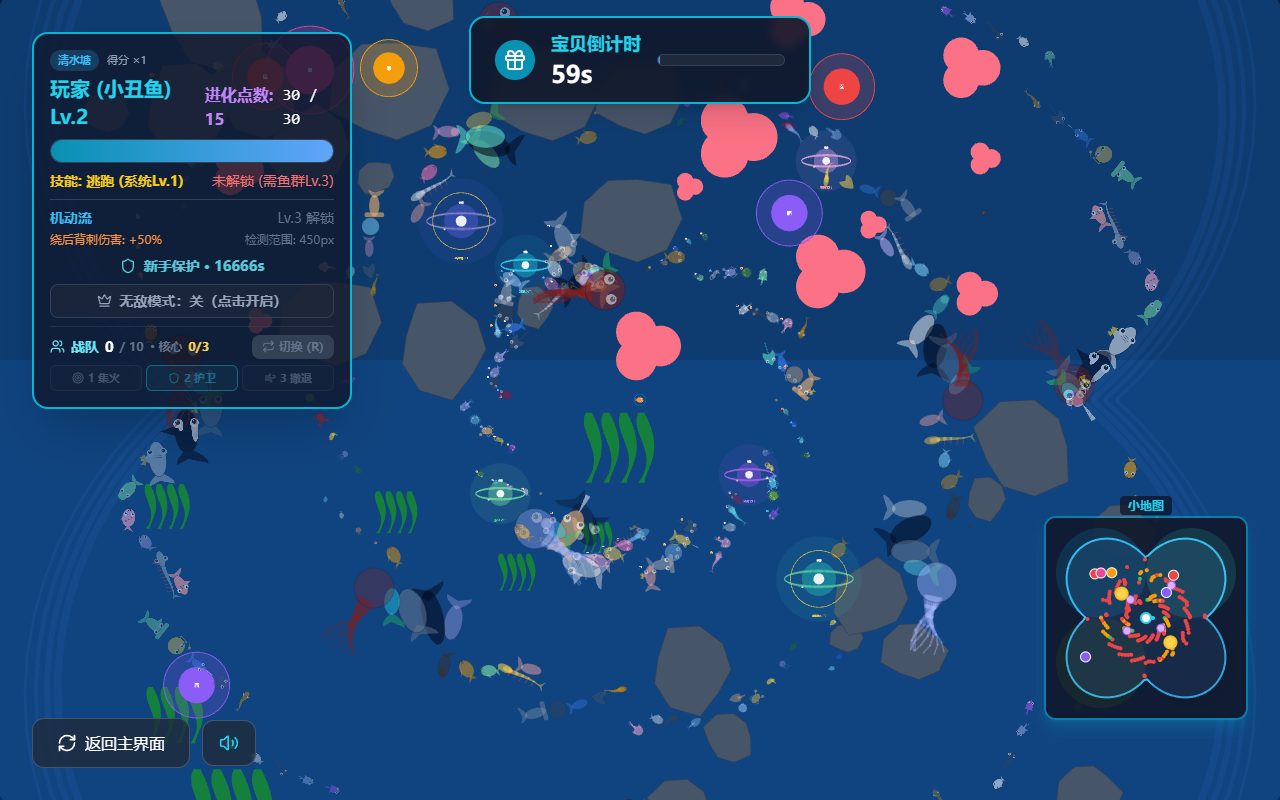 清水塘 得分 ×1
玩家 (小丑鱼) Lv.2
进化点数: 15
30 / 30
技能: 逃跑 (系统Lv.1) 未解锁 (需鱼群Lv.3)
机动流 Lv.3 解锁
绕后背刺伤害: +50% 检测范围: 450px
新手保护 • 16666s
无敌模式：关（点击开启）
战队 0 / 10 • 核心 0/3 切换 (R)
1 集火 2 护卫 3 撤退
宝贝倒计时
59s
小地图
返回主界面